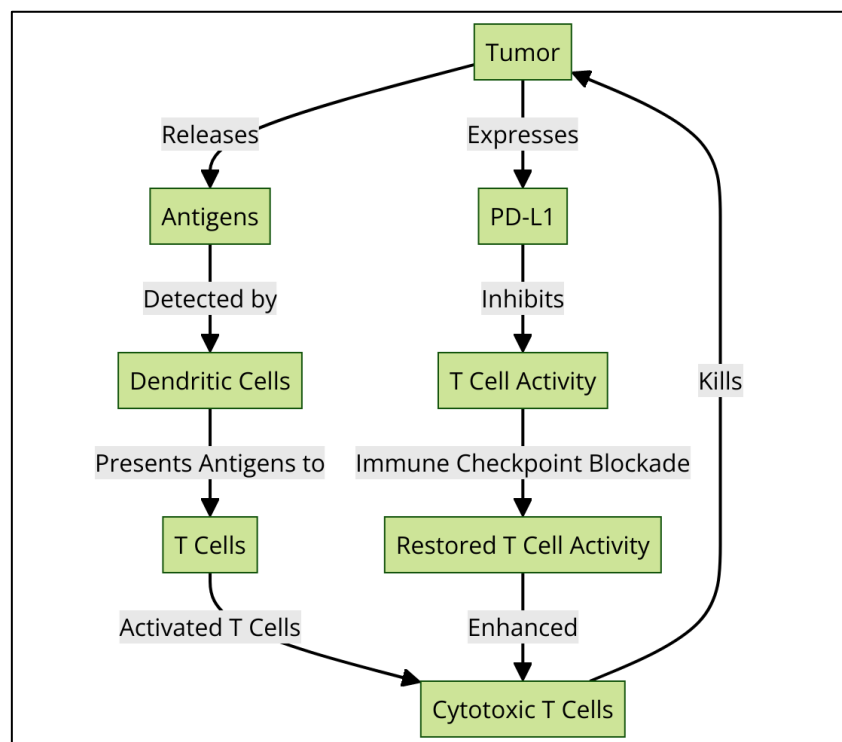 Tumor
Releases
Expresses
Antigens
PD-L1
Detected by
Inhibits
Dendritic Cells
T Cell Activity
Kills
Presents Antigens to
Immune Checkpoint Blockade
T Cells
Restored T Cell Activity
Activated T Cells
Enhanced
Cytotoxic T Cells